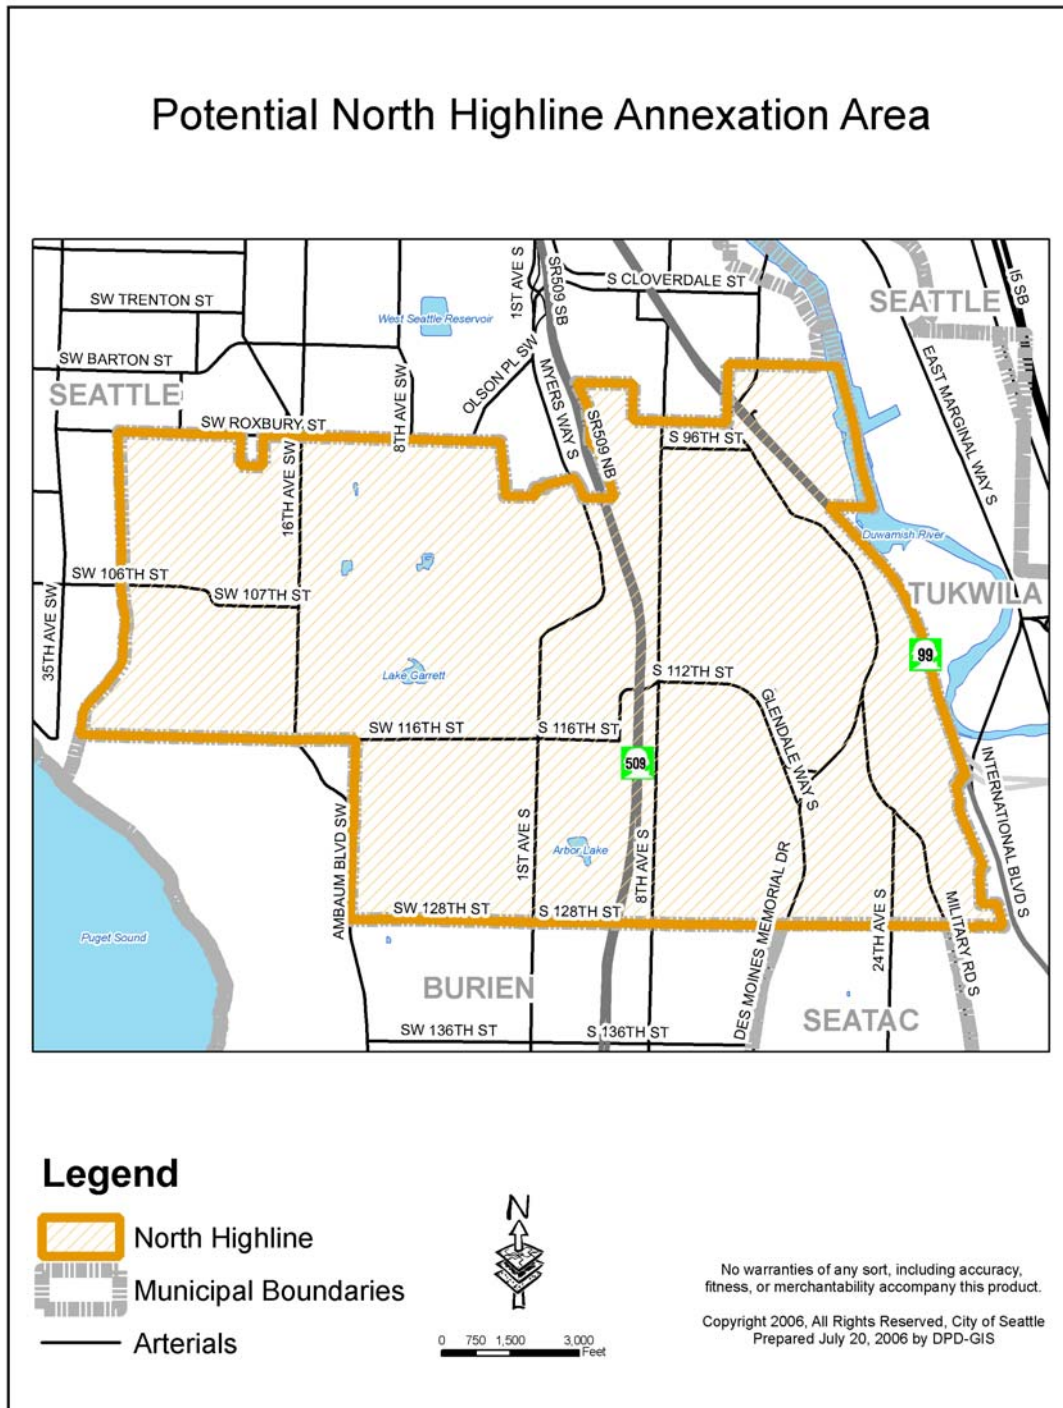 Potential North Highline Annexation Area
SW TRENTON ST
SW BARTON ST
SEATTLE
SW ROXBURY ST
West Seattle Reservoir
8TH AVE SW
16TH AVE SW
OLSON PL SW
1ST AVE S
SR509 SB
MYERS WAY S
SR509 NB
S CLOVERDALE ST
S 96TH ST
SEATTLE
I5 SB
EAST MARGINAL WAY S
Duwamish River
TUKWILA
99
SW 106TH ST
SW 107TH ST
35TH AVE SW
Lake Garrett
S 112TH ST
SW 116TH ST
S 116TH ST
509
GLENDALE WAY S
INTERNATIONAL BLVD S
AMBAUM BLVD SW
1ST AVE S
Arbor Lake
8TH AVE S
DES MOINES MEMORIAL DR
24TH AVE S
MILITARY RD S
SW 128TH ST
S 128TH ST
Puget Sound
BURIEN
SEATAC
SW 136TH ST
S 136TH ST
Legend
North Highline
Municipal Boundaries
Arterials
N
0 750 1,500 3,000
Feet
No warranties of any sort, including accuracy,
fitness, or merchantability accompany this product.
Copyright 2006, All Rights Reserved, City of Seattle
Prepared July 20, 2006 by DPD-GIS